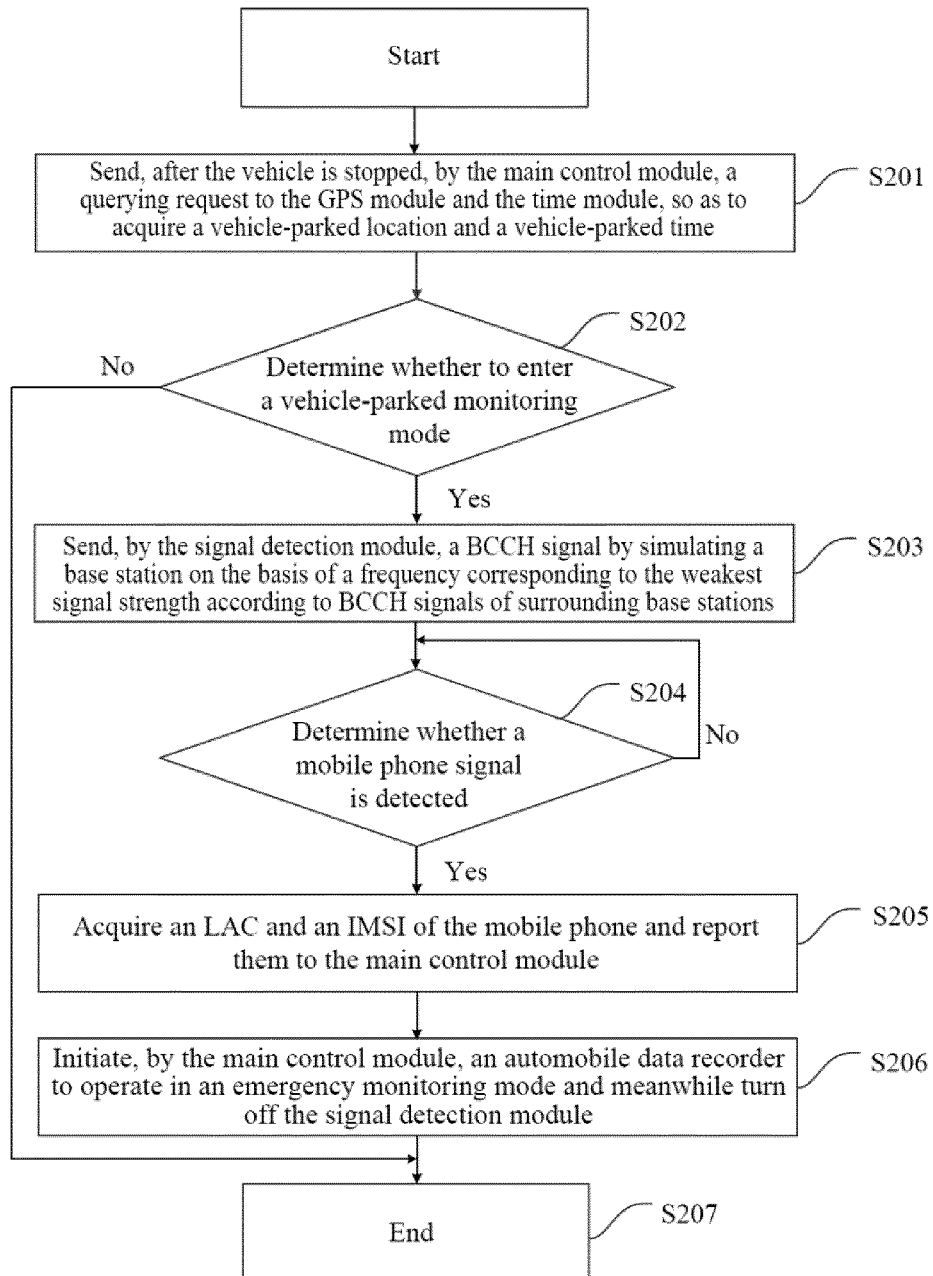 Start
Send, after the vehicle is stopped, by the main control module, a
querying request to the GPS module and the time module, so as to
acquire a vehicle-parked location and a vehicle-parked time
S201
S202
No
Determine whether to enter
a vehicle-parked monitoring
mode
Yes
Send, by the signal detection module, a BCCH signal by simulating a
base station on the basis of a frequency corresponding to the weakest
signal strength according to BCCH signals of surrounding base stations
S203
S204
Determine whether a
mobile phone signal
is detected
No
Yes
Acquire an LAC and an IMSI of the mobile phone and report
them to the main control module
S205
Initiate, by the main control module, an automobile data recorder
to operate in an emergency monitoring mode and meanwhile turn
off the signal detection module
S206
End
S207